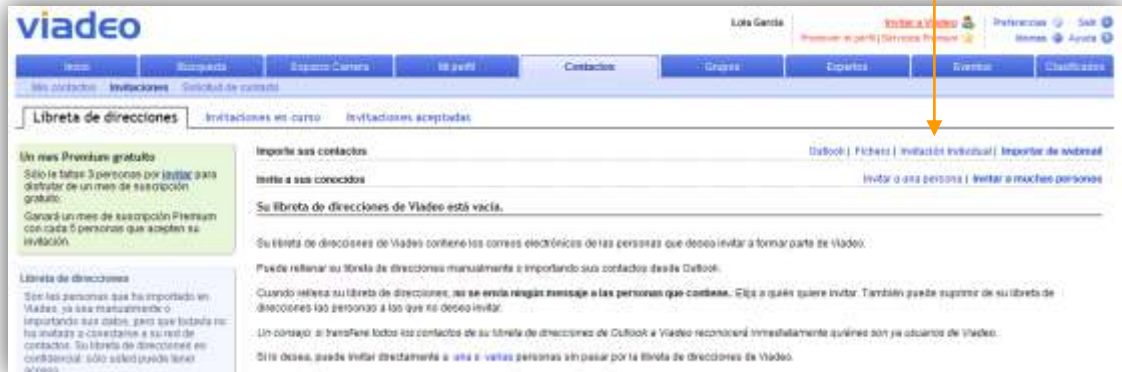 viadeo
Lola García
Invitar a Viadeo
Preferencias Salir
Promover mi perfil | Servicios Premium
Idiomas Ayuda
Inicio Búsqueda Espacio Carrera Mi perfil Contactos Grupos Expertos Eventos Clasificados
Mis contactos Invitaciones Solicitud de contacto
Libreta de direcciones Invitaciones en curso Invitaciones aceptadas
Un mes Premium gratuito
Sólo le faltan 3 personas por invitar para
disfrutar de un mes de suscripción
gratuito.
Ganará un mes de suscripción Premium
con cada 5 personas que acepten su
invitación.
Libreta de direcciones
Son las personas que ha importado en
Viadeo, ya sea manualmente o
importando sus datos, pero que todavía no
ha invitado a conectarse a su red de
contactos. Su libreta de direcciones es
confidencial: sólo usted puede tener
acceso.
Importe sus contactos
Outlook | Fichero | Invitación individual | Importar de webmail
Invite a sus conocidos
Invitar a una persona | Invitar a muchas personas
Su libreta de direcciones de Viadeo está vacía.
Su libreta de direcciones de Viadeo contiene los correos electrónicos de las personas que desea invitar a formar parte de Viadeo.
Puede rellenar su libreta de direcciones manualmente o importando sus contactos desde Outlook.
Cuando rellena su libreta de direcciones, no se envía ningún mensaje a las personas que contiene. Elija a quién quiere invitar. También puede suprimir de su libreta de
direcciones las personas a las que no desea invitar.
Un consejo: si transfiere todos los contactos de su libreta de direcciones de Outlook a Viadeo reconocerá inmediatamente quiénes son ya usuarios de Viadeo.
Si lo desea, puede invitar directamente a una o varias personas sin pasar por la libreta de direcciones de Viadeo.